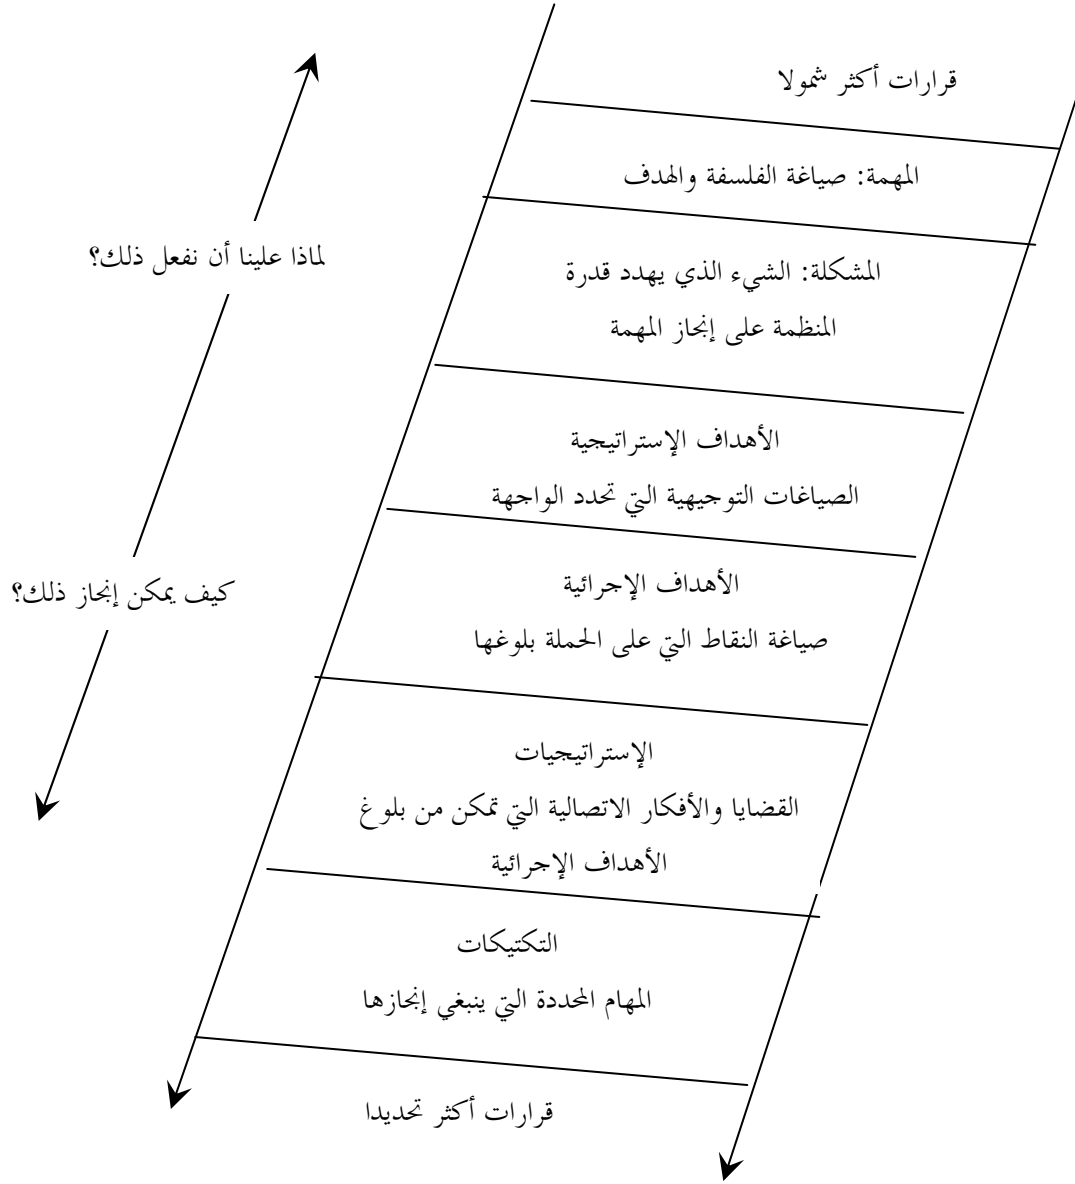 قرارات أكثر شمولا
المهمة: صياغة الفلسفة والهدف
لماذا علينا أن نفعل ذلك؟
المشكلة: الشيء الذي يهدد قدرة
المنظمة على إنجاز المهمة
الأهداف الإستراتيجية
الصياغات التوجيهية التي تحدد الواجهة
الأهداف الإجرائية
كيف يمكن إنجاز ذلك؟
صياغة النقاط التي على الحملة بلوغها
الإستراتيجيات
القضايا والأفكار الاتصالية التي تمكن من بلوغ
الأهداف الإجرائية
التكتيكات
المهام المحددة التي ينبغي إنجازها
قرارات أكثر تحديدا